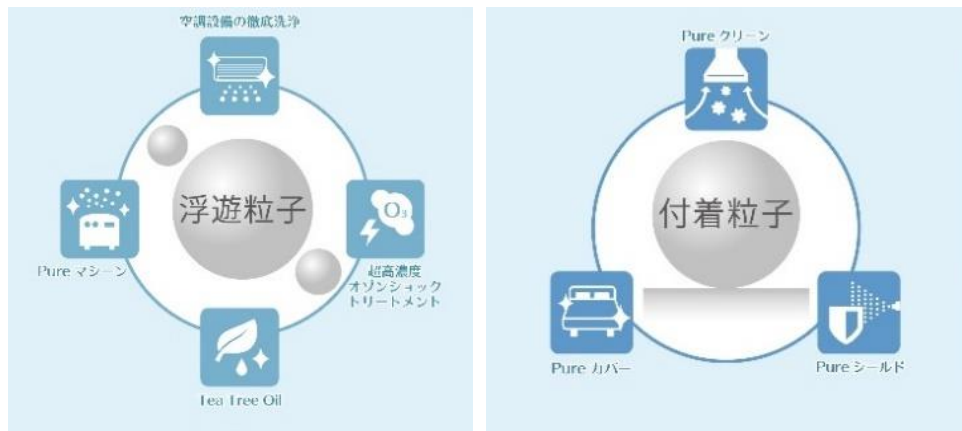 空調設備の徹底洗浄
浮遊粒子
O₃
Pure マシーン
超高濃度
オゾンショック
トリートメント
Tea Tree Oil
Pure クリーン
付着粒子
Pure カバー
Pure シールド